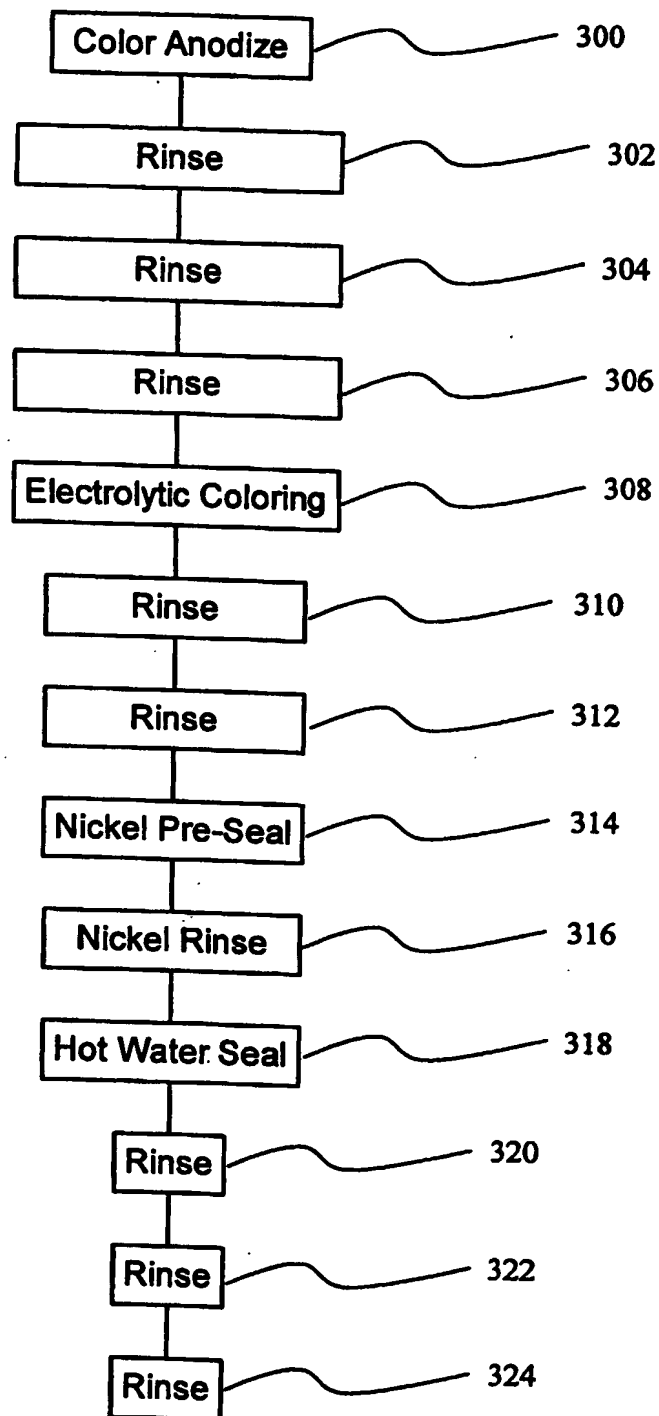 Color Anodize 300
Rinse 302
Rinse 304
Rinse 306
Electrolytic Coloring 308
Rinse 310
Rinse 312
Nickel Pre-Seal 314
Nickel Rinse 316
Hot Water Seal 318
Rinse 320
Rinse 322
Rinse 324